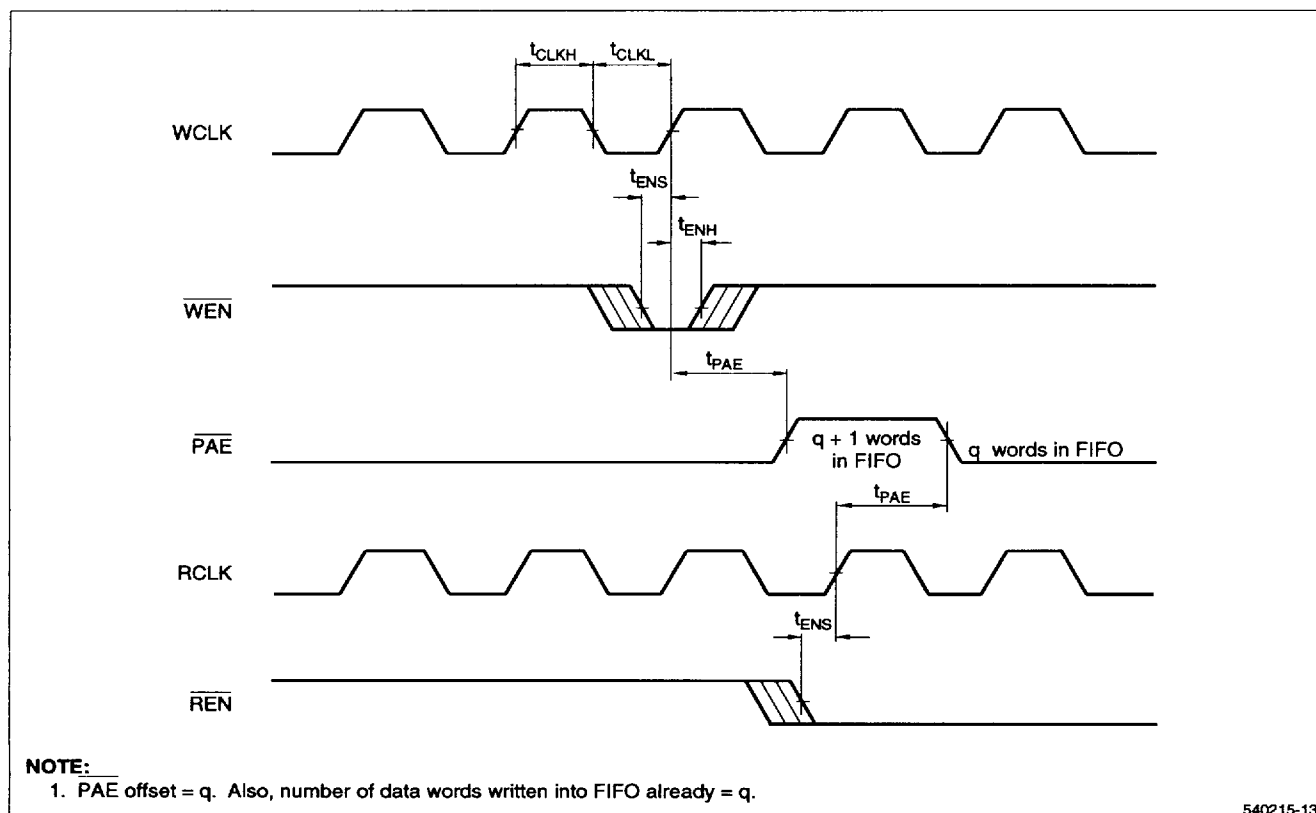 tCLKH tCLKL
WCLK
tENS
tENH
WEN
tPAE
PAE
q + 1 words
in FIFO
q words in FIFO
tPAE
RCLK
tENS
REN
NOTE:
1. PAE offset = q. Also, number of data words written into FIFO already = q.
540215-13